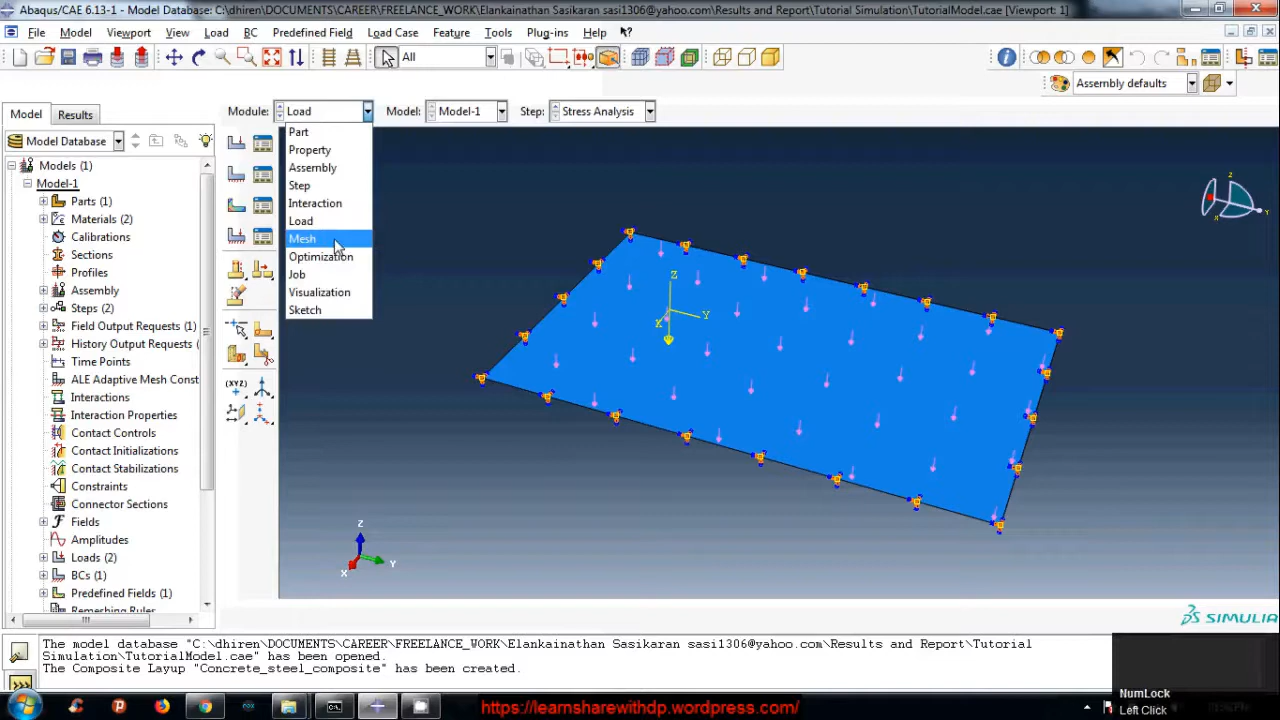 Abaqus/CAE 6.13-1 - Model Database: C:\dhiren\DOCUMENTS\CAREER\FREELANCE_WORK\Elankainathan Sasikaran sasi1306@yahoo.com\Results and Report\Tutorial Simulation\TutorialModel.cae [Viewport: 1]
File Model Viewport View Load BC Predefined Field Load Case Feature Tools Plug-ins Help
All
Assembly defaults
Model Results Module: Load Model: Model-1 Step: Stress Analysis
Model Database
Models (1)
Model-1
Parts (1)
Materials (2)
Calibrations
Sections
Profiles
Assembly
Steps (2)
Field Output Requests (1)
History Output Requests (
Time Points
ALE Adaptive Mesh Const
Interactions
Interaction Properties
Contact Controls
Contact Initializations
Contact Stabilizations
Constraints
Connector Sections
Fields
Amplitudes
Loads (2)
BCs (1)
Predefined Fields (1)
Remeshing Rules
Part
Property
Assembly
Step
Interaction
Load
Mesh
Optimization
Job
Visualization
Sketch
(XYZ)
Z
X
Y
Z
Y
X
Z
Y
X
SIMULIA
The model database "C:\dhiren\DOCUMENTS\CAREER\FREELANCE_WORK\Elankainathan Sasikaran sasi1306@yahoo.com\Results and Report\Tutorial
Simulation\TutorialModel.cae" has been opened.
The Composite Layup "Concrete_steel_composite" has been created.
NumLock
Left Click
https://learnsharewithdp.wordpress.com/